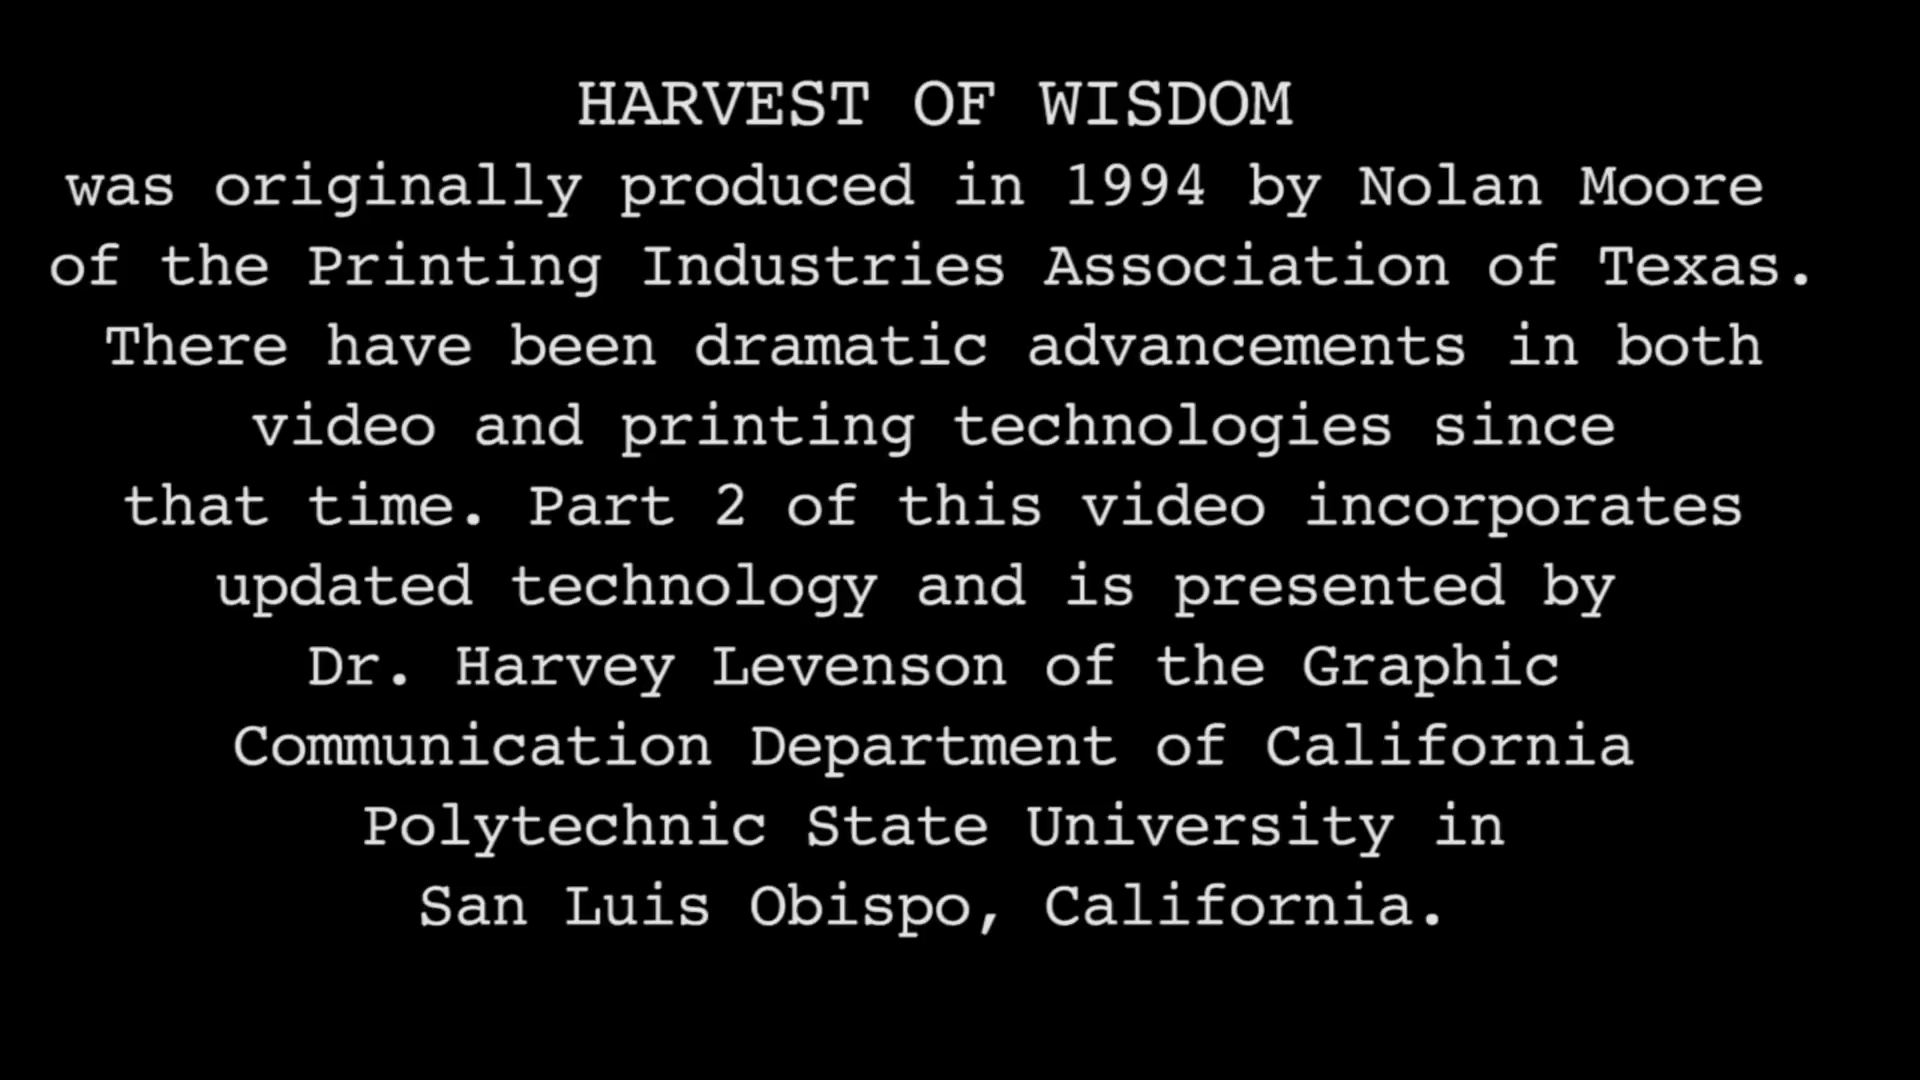 HARVEST OF WISDOM
was originally produced in 1994 by Nolan Moore
of the Printing Industries Association of Texas.
There have been dramatic advancements in both
video and printing technologies since
that time. Part 2 of this video incorporates
updated technology and is presented by
Dr. Harvey Levenson of the Graphic
Communication Department of California
Polytechnic State University in
San Luis Obispo, California.